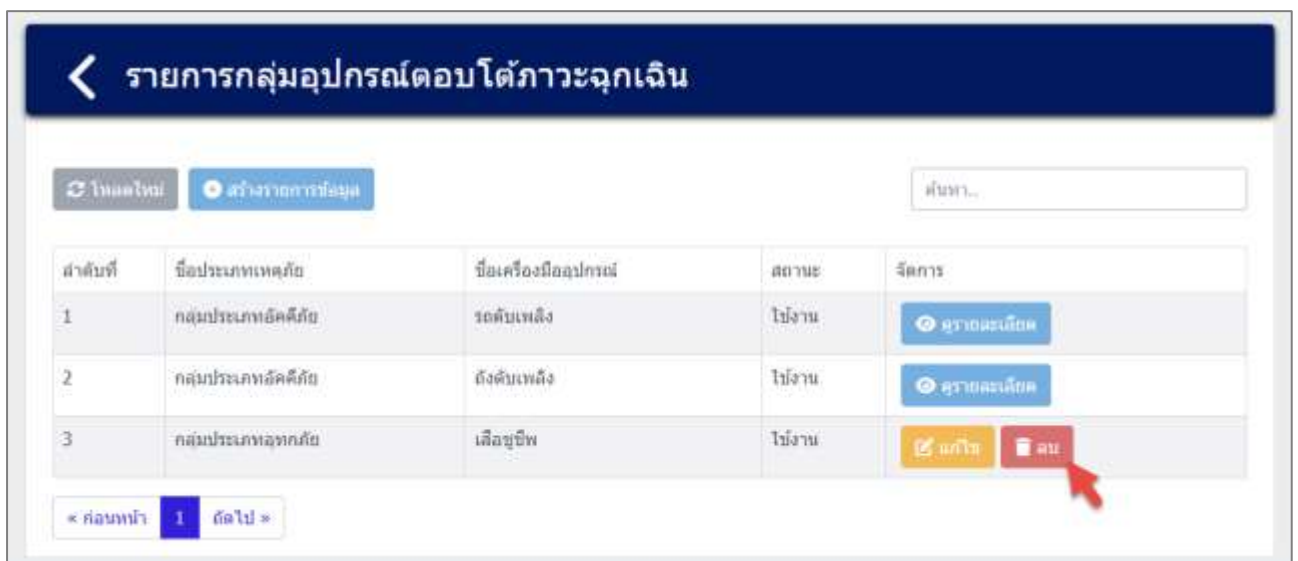 รายการกลุ่มอุปกรณ์ตอบโต้ภาวะฉุกเฉิน
โหลดใหม่ สร้างรายการข้อมูล ค้นหา...
ลำดับที่ ชื่อประเภทเหตุภัย ชื่อเครื่องมืออุปกรณ์ สถานะ จัดการ
1 กลุ่มประเภทอัคคีภัย รถดับเพลิง ใช้งาน ดูรายละเอียด
2 กลุ่มประเภทอัคคีภัย ถังดับเพลิง ใช้งาน ดูรายละเอียด
3 กลุ่มประเภทอุทกภัย เสื้อชูชีพ ใช้งาน แก้ไข ลบ
« ก่อนหน้า 1 ถัดไป »